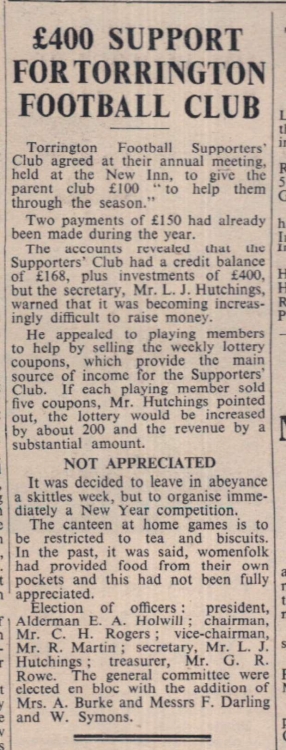 £400 SUPPORT
FOR TORRINGTON
FOOTBALL CLUB
Torrington Football Supporters'
Club agreed at their annual meeting,
held at the New Inn, to give the
parent club £100 "to help them
through the season."
Two payments of £150 had already
been made during the year.
The accounts revealed that the
Supporters' Club had a credit balance
of £168, plus investments of £400,
but the secretary, Mr. L. J. Hutchings,
warned that it was becoming increas-
ingly difficult to raise money.
He appealed to playing members
to help by selling the weekly lottery
coupons, which provide the main
source of income for the Supporters'
Club. If each playing member sold
five coupons, Mr. Hutchings pointed
out, the lottery would be increased
by about 200 and the revenue by a
substantial amount.
NOT APPRECIATED
It was decided to leave in abeyance
a skittles week, but to organise imme-
diately a New Year competition.
The canteen at home games is to
be restricted to tea and biscuits.
In the past, it was said, womenfolk
had provided food from their own
pockets and this had not been fully
appreciated.
Election of officers : president,
Alderman E. A. Holwill ; chairman,
Mr. C. H. Rogers ; vice-chairman,
Mr. R. Martin ; secretary, Mr. L. J.
Hutchings ; treasurer, Mr. G. R.
Rowe. The general committee were
elected en bloc with the addition of
Mrs. A. Burke and Messrs F. Darling
and W. Symons.